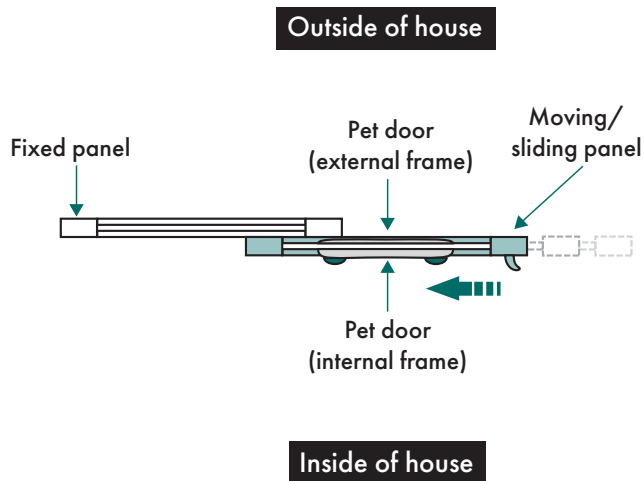 Outside of house
Fixed panel
Pet door
(external frame)
Moving/
sliding panel
Pet door
(internal frame)
Inside of house